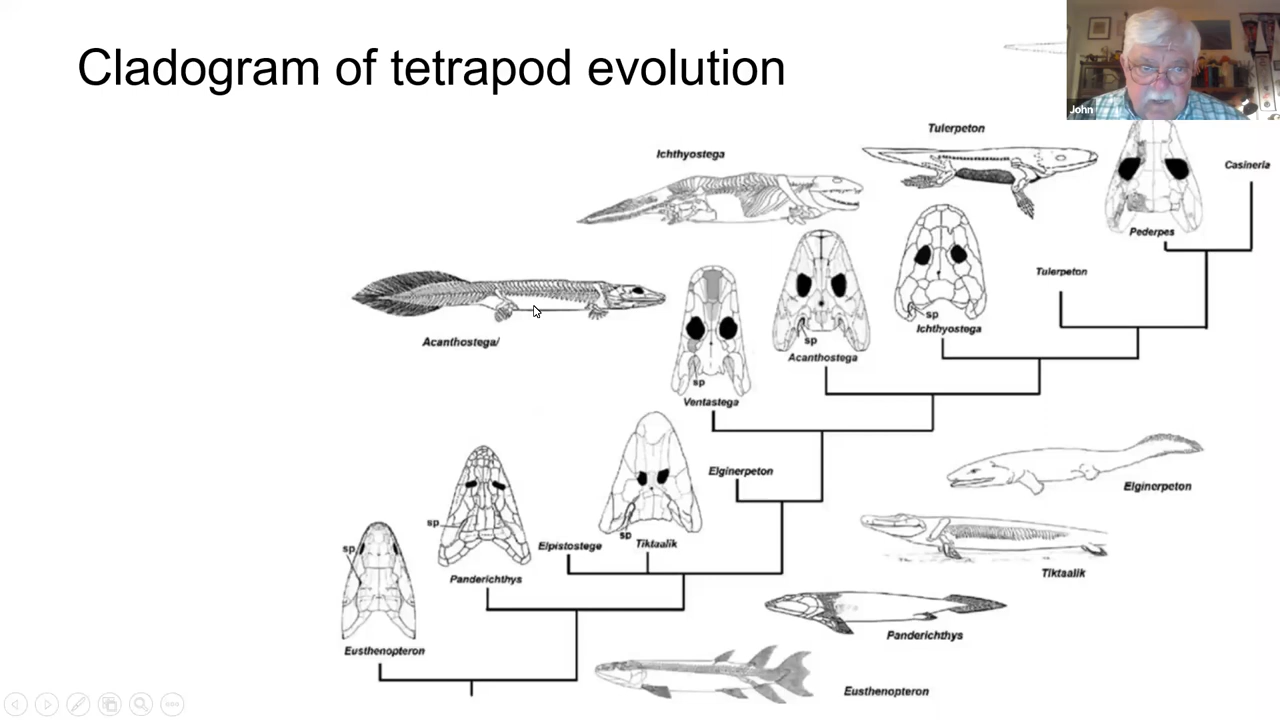 Cladogram of tetrapod evolution
John
Tulerpeton
Ichthyostega
Casineria
Pederpes
Tulerpeton
sp
Ichthyostega
sp
Acanthostega
Acanthostega/
sp
Ventastega
Elginerpeton
Elginerpeton
sp
sp
Elpistostege
Tiktaalik
sp
Tiktaalik
Panderichthys
Panderichthys
Eusthenopteron
Eusthenopteron